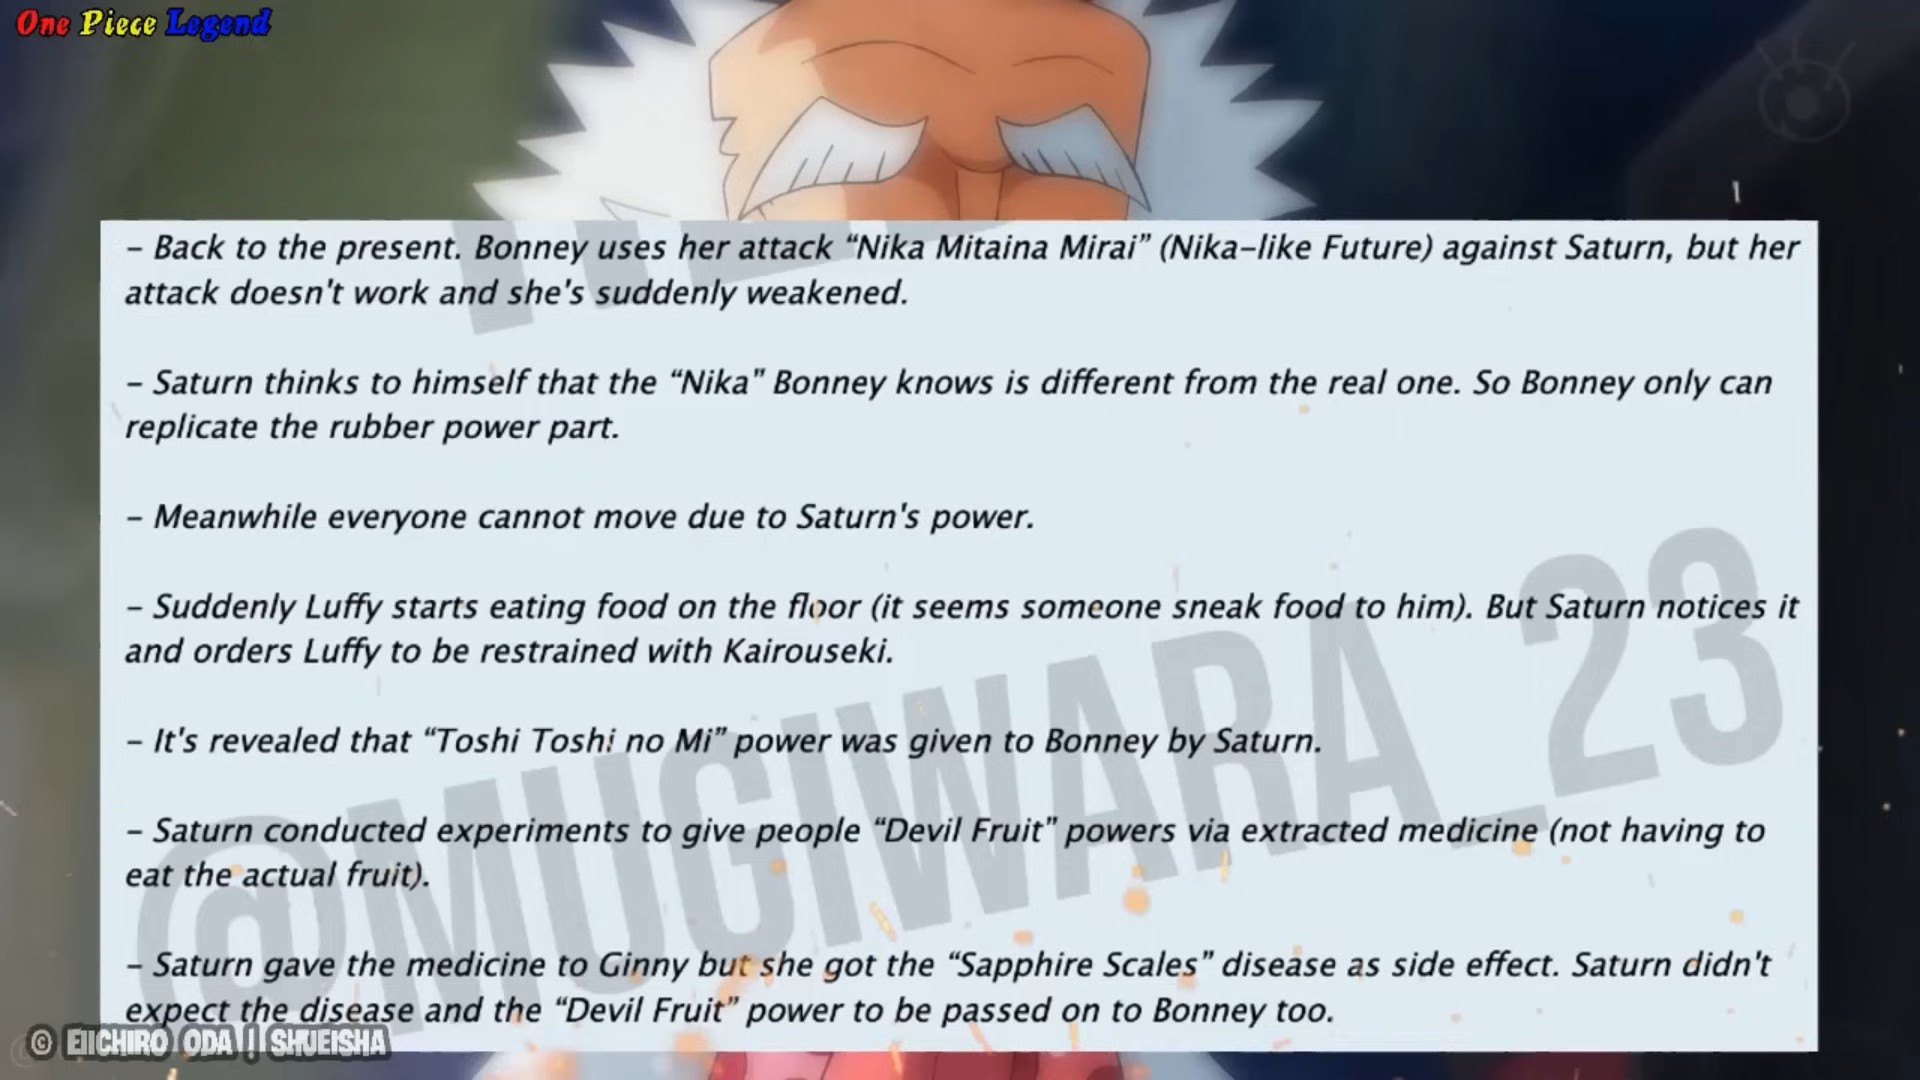 One Piece Legend
– Back to the present. Bonney uses her attack “Nika Mitaina Mirai” (Nika–like Future) against Saturn, but her
attack doesn't work and she's suddenly weakened.
– Saturn thinks to himself that the “Nika” Bonney knows is different from the real one. So Bonney only can
replicate the rubber power part.
– Meanwhile everyone cannot move due to Saturn's power.
– Suddenly Luffy starts eating food on the floor (it seems someone sneak food to him). But Saturn notices it
and orders Luffy to be restrained with Kairouseki.
– It's revealed that “Toshi Toshi no Mi” power was given to Bonney by Saturn.
– Saturn conducted experiments to give people “Devil Fruit” powers via extracted medicine (not having to
eat the actual fruit).
– Saturn gave the medicine to Ginny but she got the “Sapphire Scales” disease as side effect. Saturn didn't
expect the disease and the “Devil Fruit” power to be passed on to Bonney too.
@MUGIWARA_23
© EIICHIRO ODA | SHUEISHA